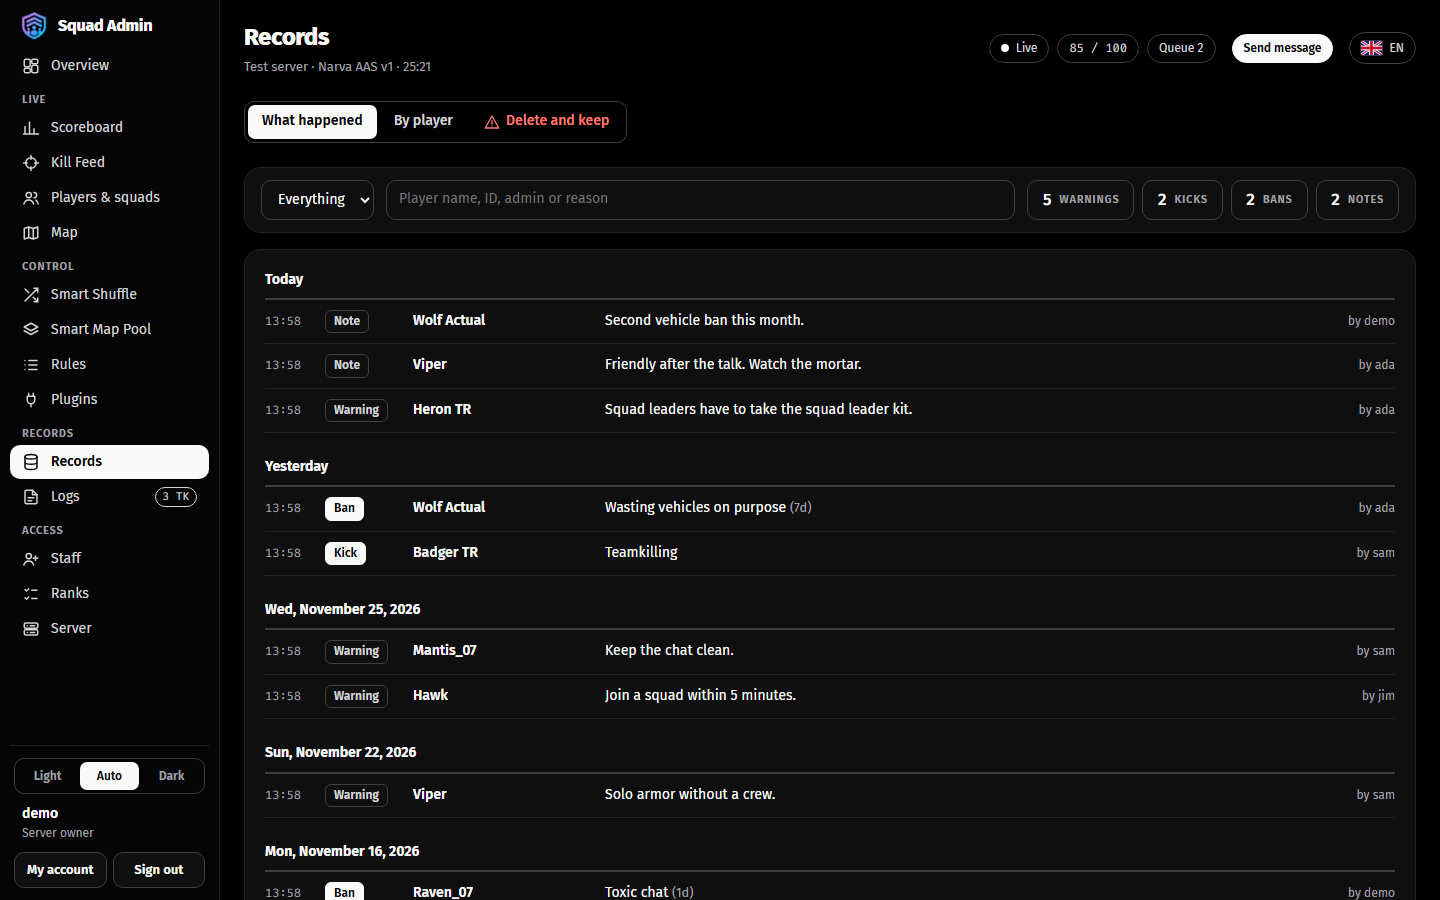 Squad Admin
Overview
LIVE
Scoreboard
Kill Feed
Players & squads
Map
CONTROL
Smart Shuffle
Smart Map Pool
Rules
Plugins
RECORDS
Records
Logs 3 TK
ACCESS
Staff
Ranks
Server
Light Auto Dark
demo
Server owner
My account Sign out
Records
Test server · Narva AAS v1 · 25:21
Live 85 / 100 Queue 2 Send message EN
What happened By player Delete and keep
Everything Player name, ID, admin or reason 5 WARNINGS 2 KICKS 2 BANS 2 NOTES
Today
13:58 Note Wolf Actual Second vehicle ban this month. by demo
13:58 Note Viper Friendly after the talk. Watch the mortar. by ada
13:58 Warning Heron TR Squad leaders have to take the squad leader kit. by ada
Yesterday
13:58 Ban Wolf Actual Wasting vehicles on purpose (7d) by ada
13:58 Kick Badger TR Teamkilling by sam
Wed, November 25, 2026
13:58 Warning Mantis_07 Keep the chat clean. by sam
13:58 Warning Hawk Join a squad within 5 minutes. by jim
Sun, November 22, 2026
13:58 Warning Viper Solo armor without a crew. by sam
Mon, November 16, 2026
13:58 Ban Raven_07 Toxic chat (1d) by demo